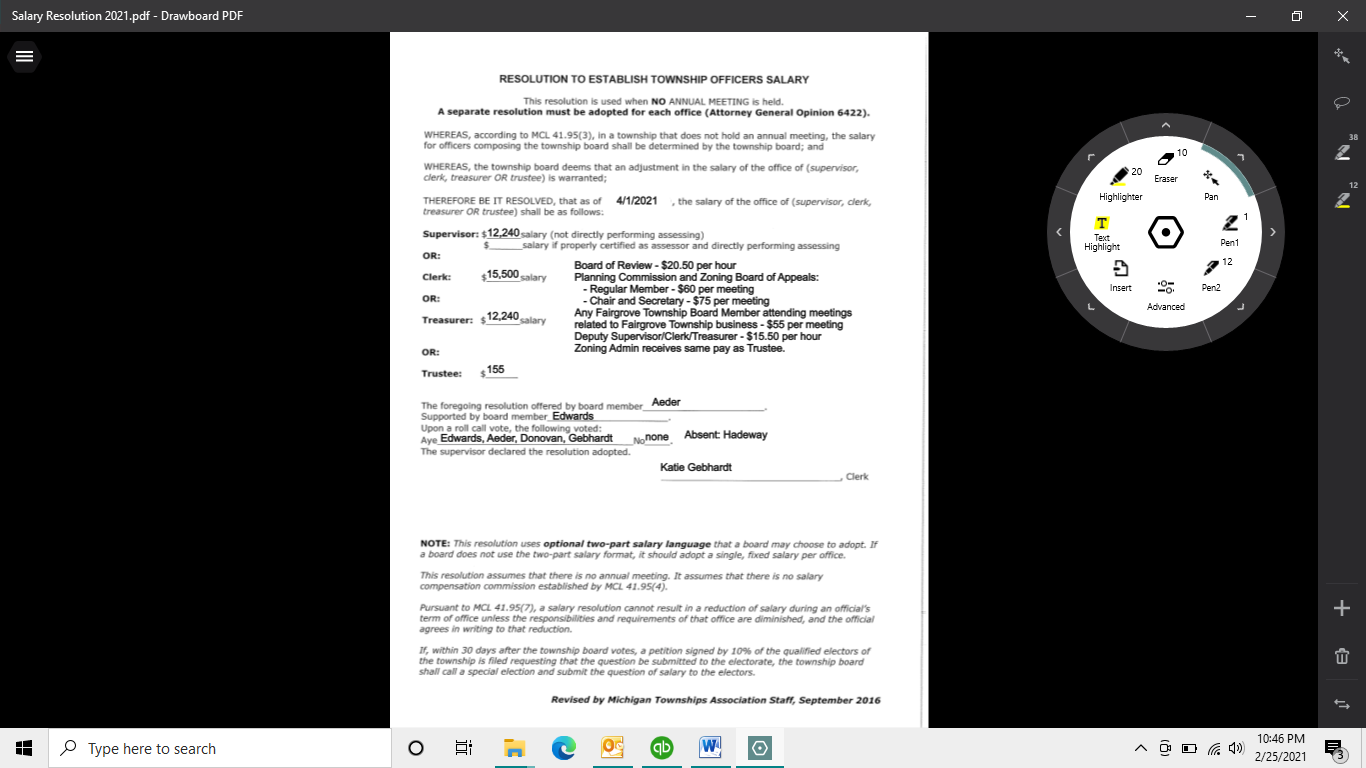 Salary Resolution 2021.pdf - Drawboard PDF
RESOLUTION TO ESTABLISH TOWNSHIP OFFICERS SALARY
This resolution is used when NO ANNUAL MEETING is held.
A separate resolution must be adopted for each office (Attorney General Opinion 6422).
WHEREAS, according to MCL 41.95(3), in a township that does not hold an annual meeting, the salary
for officers composing the township board shall be determined by the township board; and
WHEREAS, the township board deems that an adjustment in the salary of the office of (supervisor,
clerk, treasurer OR trustee) is warranted;
THEREFORE BE IT RESOLVED, that as of 4/1/2021 , the salary of the office of (supervisor, clerk,
treasurer OR trustee) shall be as follows:
Supervisor: $12,240 salary (not directly performing assessing)
$______ salary if properly certified as assessor and directly performing assessing
OR:
Clerk: $15,500 salary
OR:
Treasurer: $12,240 salary
OR:
Trustee: $155
Board of Review - $20.50 per hour
Planning Commission and Zoning Board of Appeals:
- Regular Member - $60 per meeting
- Chair and Secretary - $75 per meeting
Any Fairgrove Township Board Member attending meetings
related to Fairgrove Township business - $55 per meeting
Deputy Supervisor/Clerk/Treasurer - $15.50 per hour
Zoning Admin receives same pay as Trustee.
The foregoing resolution offered by board member Aeder.
Supported by board member Edwards.
Upon a roll call vote, the following voted:
Aye Edwards, Aeder, Donovan, Gebhardt No none. Absent: Hadeway
The supervisor declared the resolution adopted.
Katie Gebhardt
, Clerk
NOTE: This resolution uses optional two-part salary language that a board may choose to adopt. If
a board does not use the two-part salary format, it should adopt a single, fixed salary per office.
This resolution assumes that there is no annual meeting. It assumes that there is no salary
compensation commission established by MCL 41.95(4).
Pursuant to MCL 41.95(7), a salary resolution cannot result in a reduction of salary during an official's
term of office unless the responsibilities and requirements of that office are diminished, and the official
agrees in writing to that reduction.
If, within 30 days after the township board votes, a petition signed by 10% of the qualified electors of
the township is filed requesting that the question be submitted to the electorate, the township board
shall call a special election and submit the question of salary to the electors.
Revised by Michigan Townships Association Staff, September 2016
10
Eraser
20
Highlighter
Pan
T
Text
Highlight
1
Pen1
Insert
12
Pen2
Advanced
38
12
Type here to search
qb
W
10:46 PM
2/25/2021
3